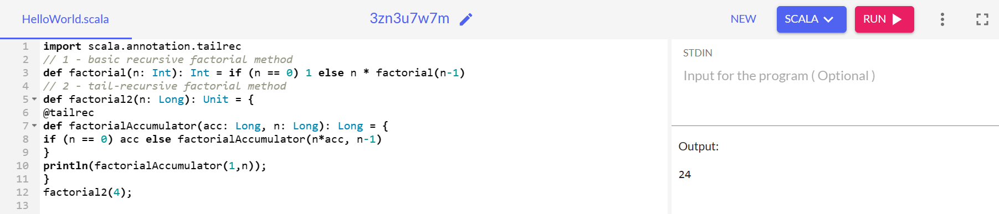 HelloWorld.scala
3zn3u7w7m
NEW
SCALA
RUN
1 import scala.annotation.tailrec
2 // 1 - basic recursive factorial method
3 def factorial(n: Int): Int = if (n == 0) 1 else n * factorial(n-1)
4 // 2 - tail-recursive factorial method
5 def factorial2(n: Long): Unit = {
6 @tailrec
7 def factorialAccumulator(acc: Long, n: Long): Long = {
8 if (n == 0) acc else factorialAccumulator(n*acc, n-1)
9 }
10 println(factorialAccumulator(1,n));
11 }
12 factorial2(4);
13
STDIN
Input for the program ( Optional )
Output:
24